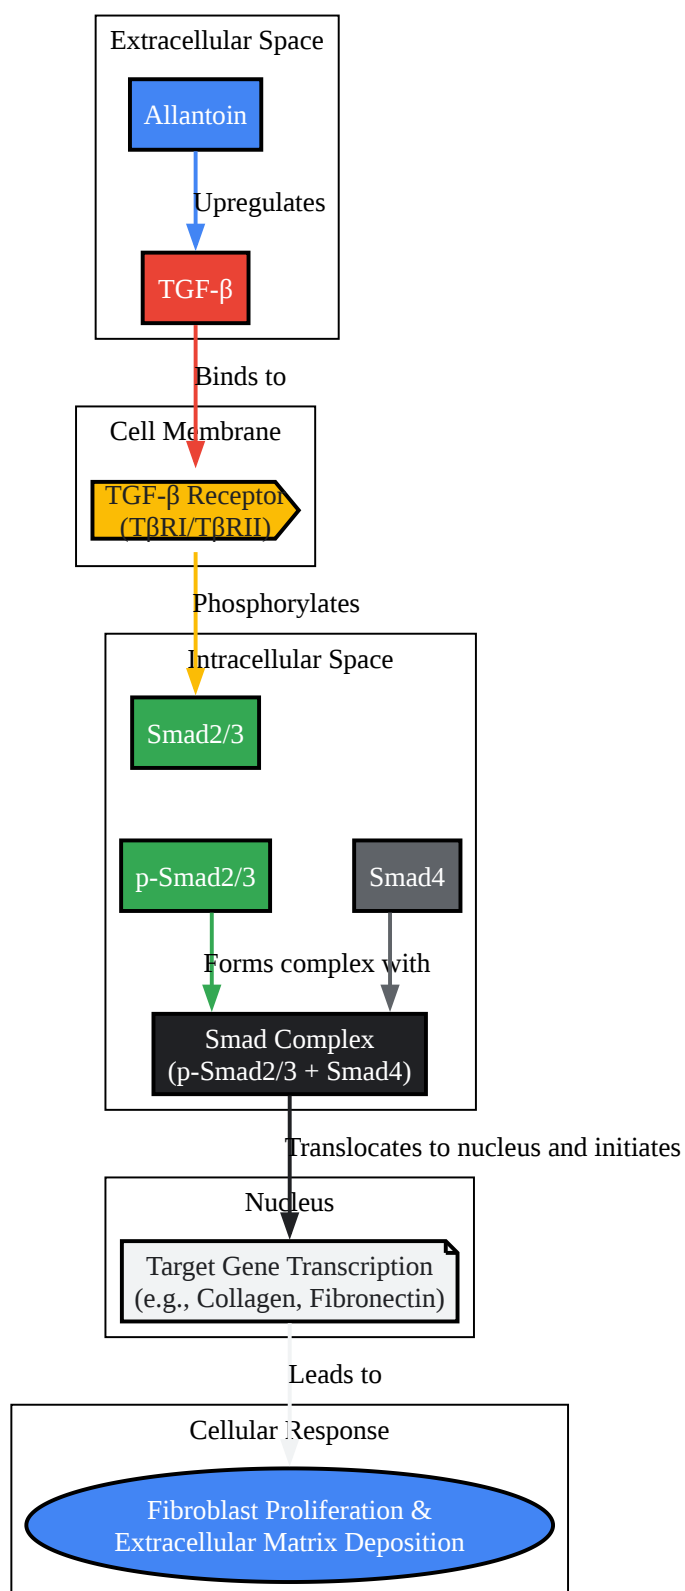 Extracellular Space
Allantoin
Upregulates
TGF-β
Binds to
Cell Membrane
TGF-β Receptor
(TβRI/TβRII)
Phosphorylates
Intracellular Space
Smad2/3
p-Smad2/3
Smad4
Forms complex with
Smad Complex
(p-Smad2/3 + Smad4)
Translocates to nucleus and initiates
Nucleus
Target Gene Transcription
(e.g., Collagen, Fibronectin)
Leads to
Cellular Response
Fibroblast Proliferation &
Extracellular Matrix Deposition